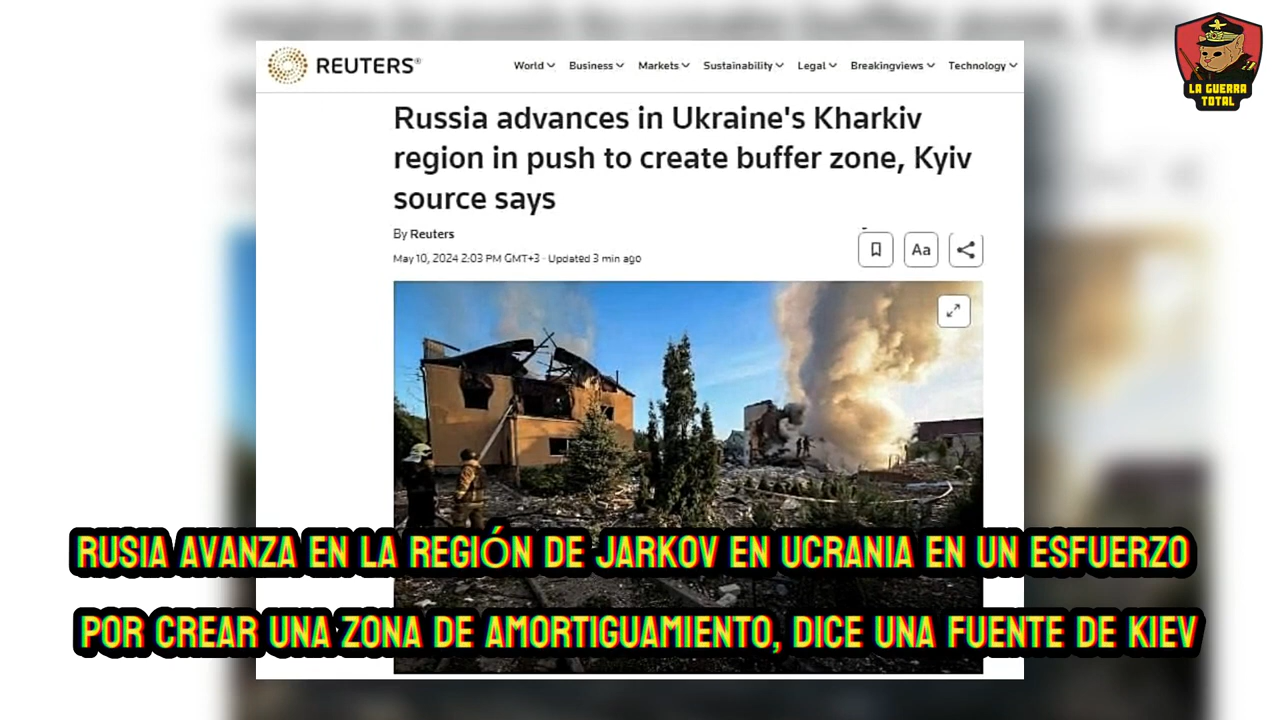 REUTERS®
World Business Markets Sustainability Legal Breakingviews Technology
LA GUERRA
TOTAL
Russia advances in Ukraine's Kharkiv
region in push to create buffer zone, Kyiv
source says
By Reuters
May 10, 2024 2:03 PM GMT+3 · Updated 3 min ago
Aa
RUSIA AVANZA EN LA REGIÓN DE JARKOV EN UCRANIA EN UN ESFUERZO
POR CREAR UNA ZONA DE AMORTIGUAMIENTO, DICE UNA FUENTE DE KIEV